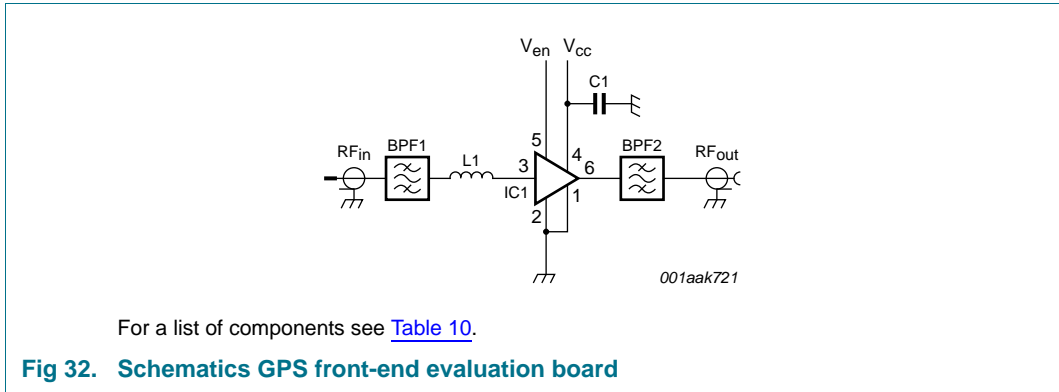 Ven Vcc
C1
5
4
RFin BPF1 L1 3 6 BPF2 RFout
IC1
1
2
001aak721
For a list of components see Table 10.
Fig 32. Schematics GPS front-end evaluation board